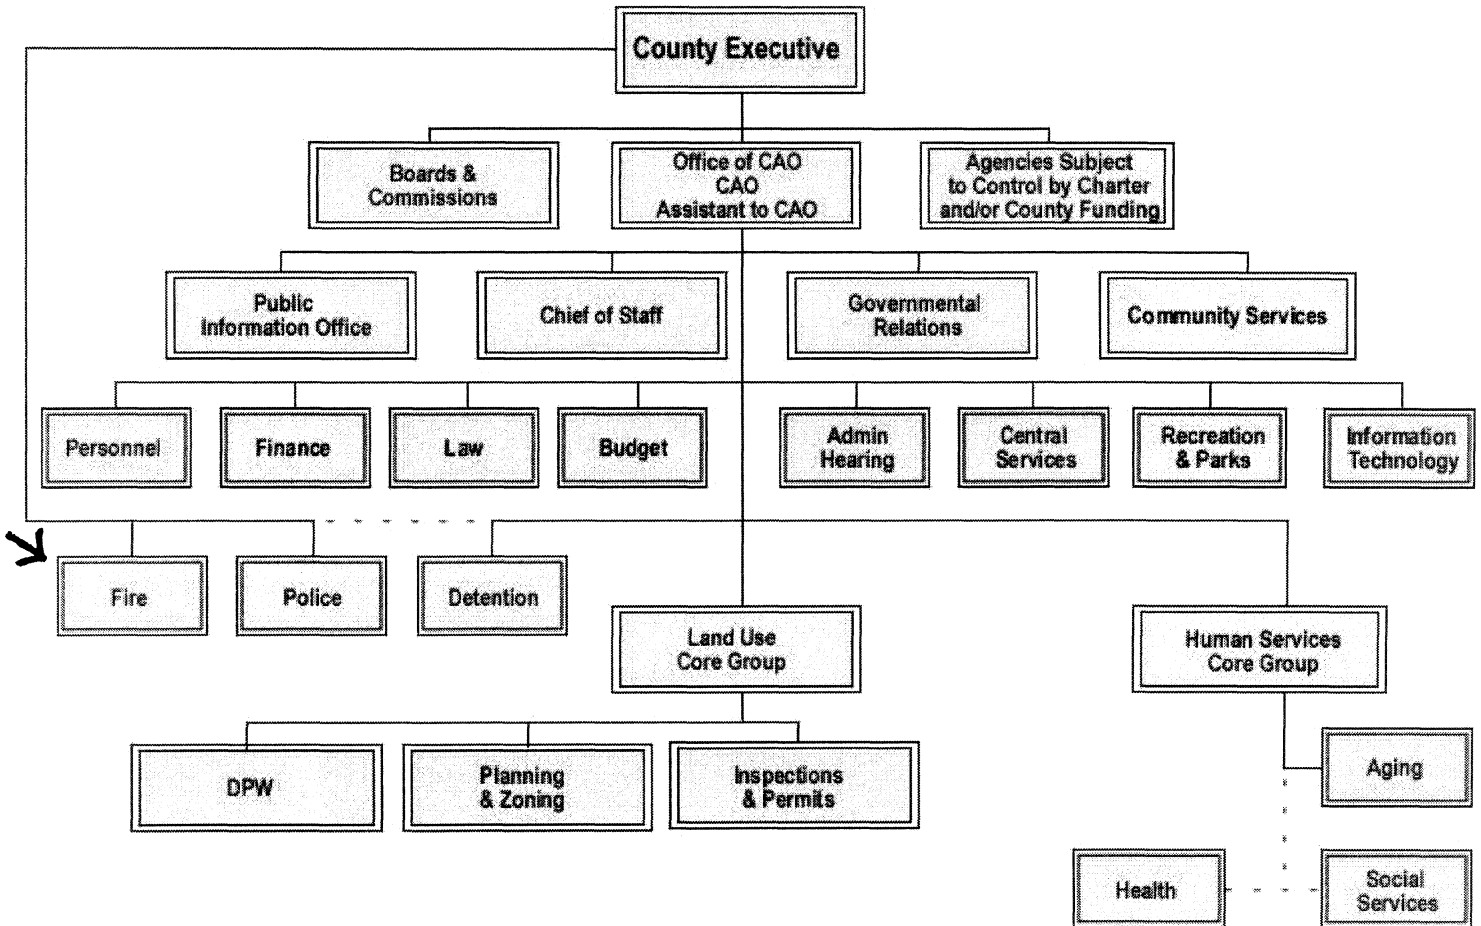 County Executive
Boards &
Commissions
Office of CAO
CAO
Assistant to CAO
Agencies Subject
to Control by Charter
and/or County Funding
Public
Information Office
Chief of Staff
Governmental
Relations
Community Services
Personnel
Finance
Law
Budget
Admin
Hearing
Central
Services
Recreation
& Parks
Information
Technology
Fire
Police
Detention
Land Use
Core Group
Human Services
Core Group
DPW
Planning
& Zoning
Inspections
& Permits
Aging
Health
Social
Services